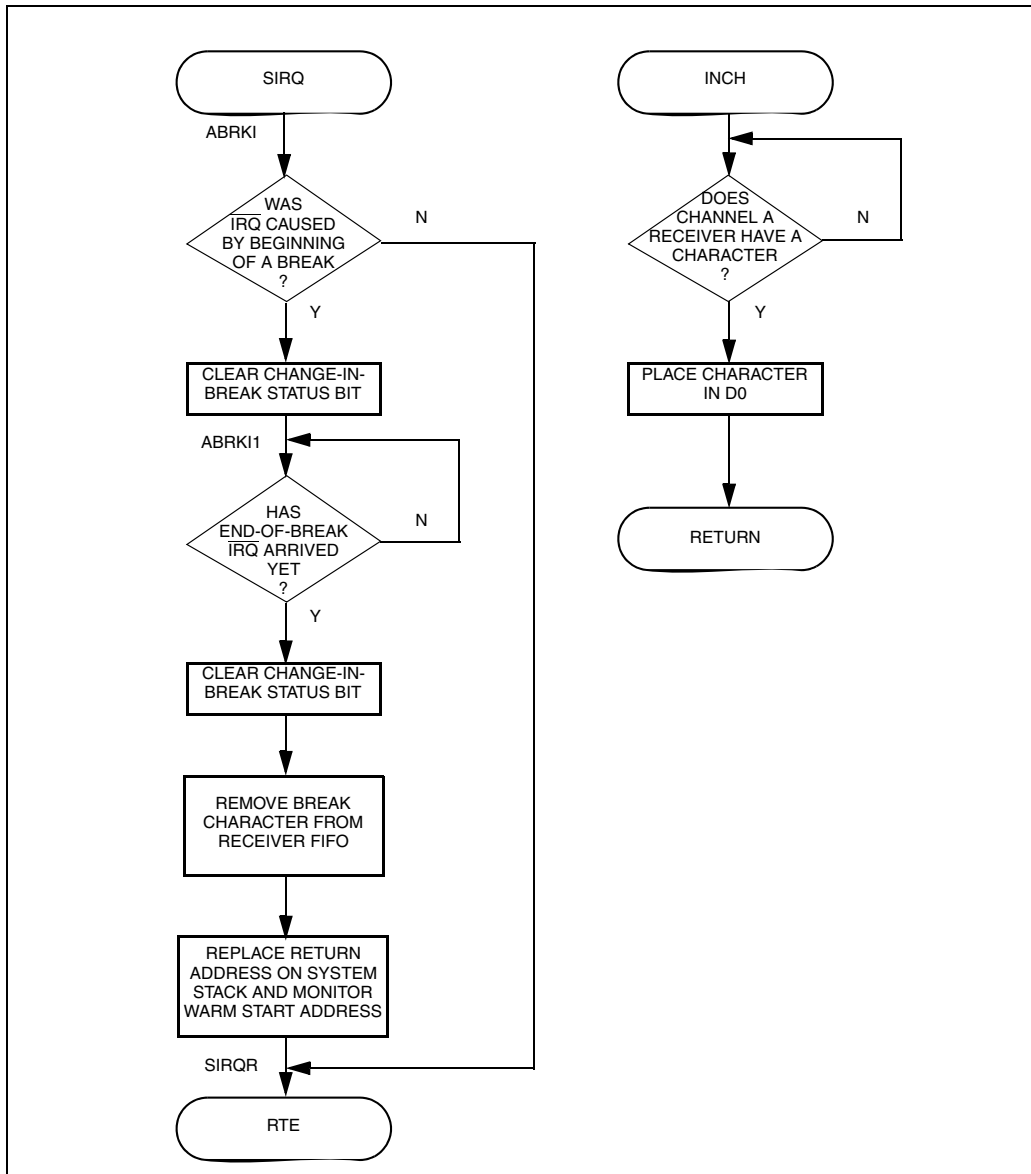 SIRQ
ABRKI
WAS
IRQ CAUSED
BY BEGINNING
OF A BREAK
?
N
Y
CLEAR CHANGE-IN-
BREAK STATUS BIT
ABRKI1
HAS
END-OF-BREAK
IRQ ARRIVED
YET
?
N
Y
CLEAR CHANGE-IN-
BREAK STATUS BIT
REMOVE BREAK
CHARACTER FROM
RECEIVER FIFO
REPLACE RETURN
ADDRESS ON SYSTEM
STACK AND MONITOR
WARM START ADDRESS
SIRQR
RTE
INCH
DOES
CHANNEL A
RECEIVER HAVE A
CHARACTER
?
N
Y
PLACE CHARACTER
IN D0
RETURN